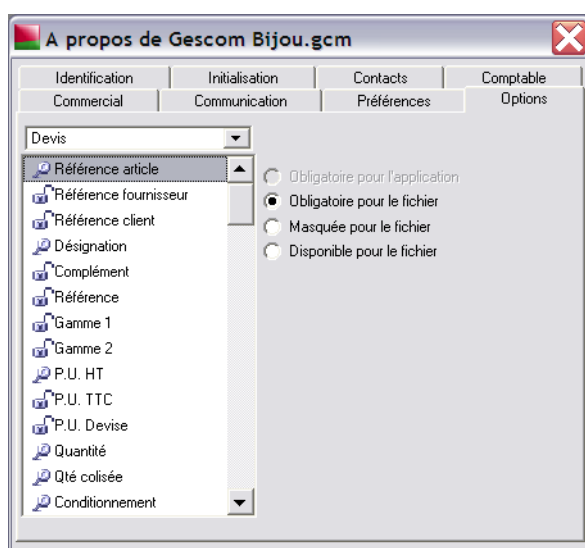 A propos de Gescom Bijou.gcm
Identification Initialisation Contacts Comptable
Commercial Communication Préférences Options
Devis
Référence article
Référence fournisseur
Référence client
Désignation
Complément
Référence
Gamme 1
Gamme 2
P.U. HT
P.U. TTC
P.U. Devise
Quantité
Qté colisée
Conditionnement
Obligatoire pour l'application
Obligatoire pour le fichier
Masquée pour le fichier
Disponible pour le fichier